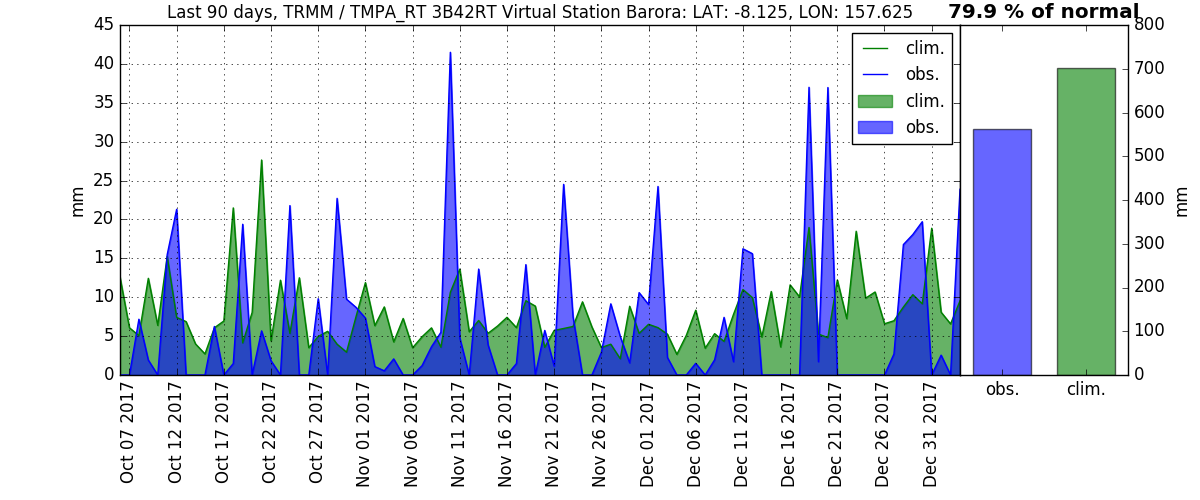 Last 90 days, TRMM / TMPA_RT 3B42RT Virtual Station Barora: LAT: -8.125, LON: 157.625
79.9 % of normal
45
40
35
30
25
20
15
10
5
0
mm
clim.
obs.
clim.
obs.
800
700
600
500
400
300
200
100
0
mm
Oct 07 2017
Oct 12 2017
Oct 17 2017
Oct 22 2017
Oct 27 2017
Nov 01 2017
Nov 06 2017
Nov 11 2017
Nov 16 2017
Nov 21 2017
Nov 26 2017
Dec 01 2017
Dec 06 2017
Dec 11 2017
Dec 16 2017
Dec 21 2017
Dec 26 2017
Dec 31 2017
obs.
clim.